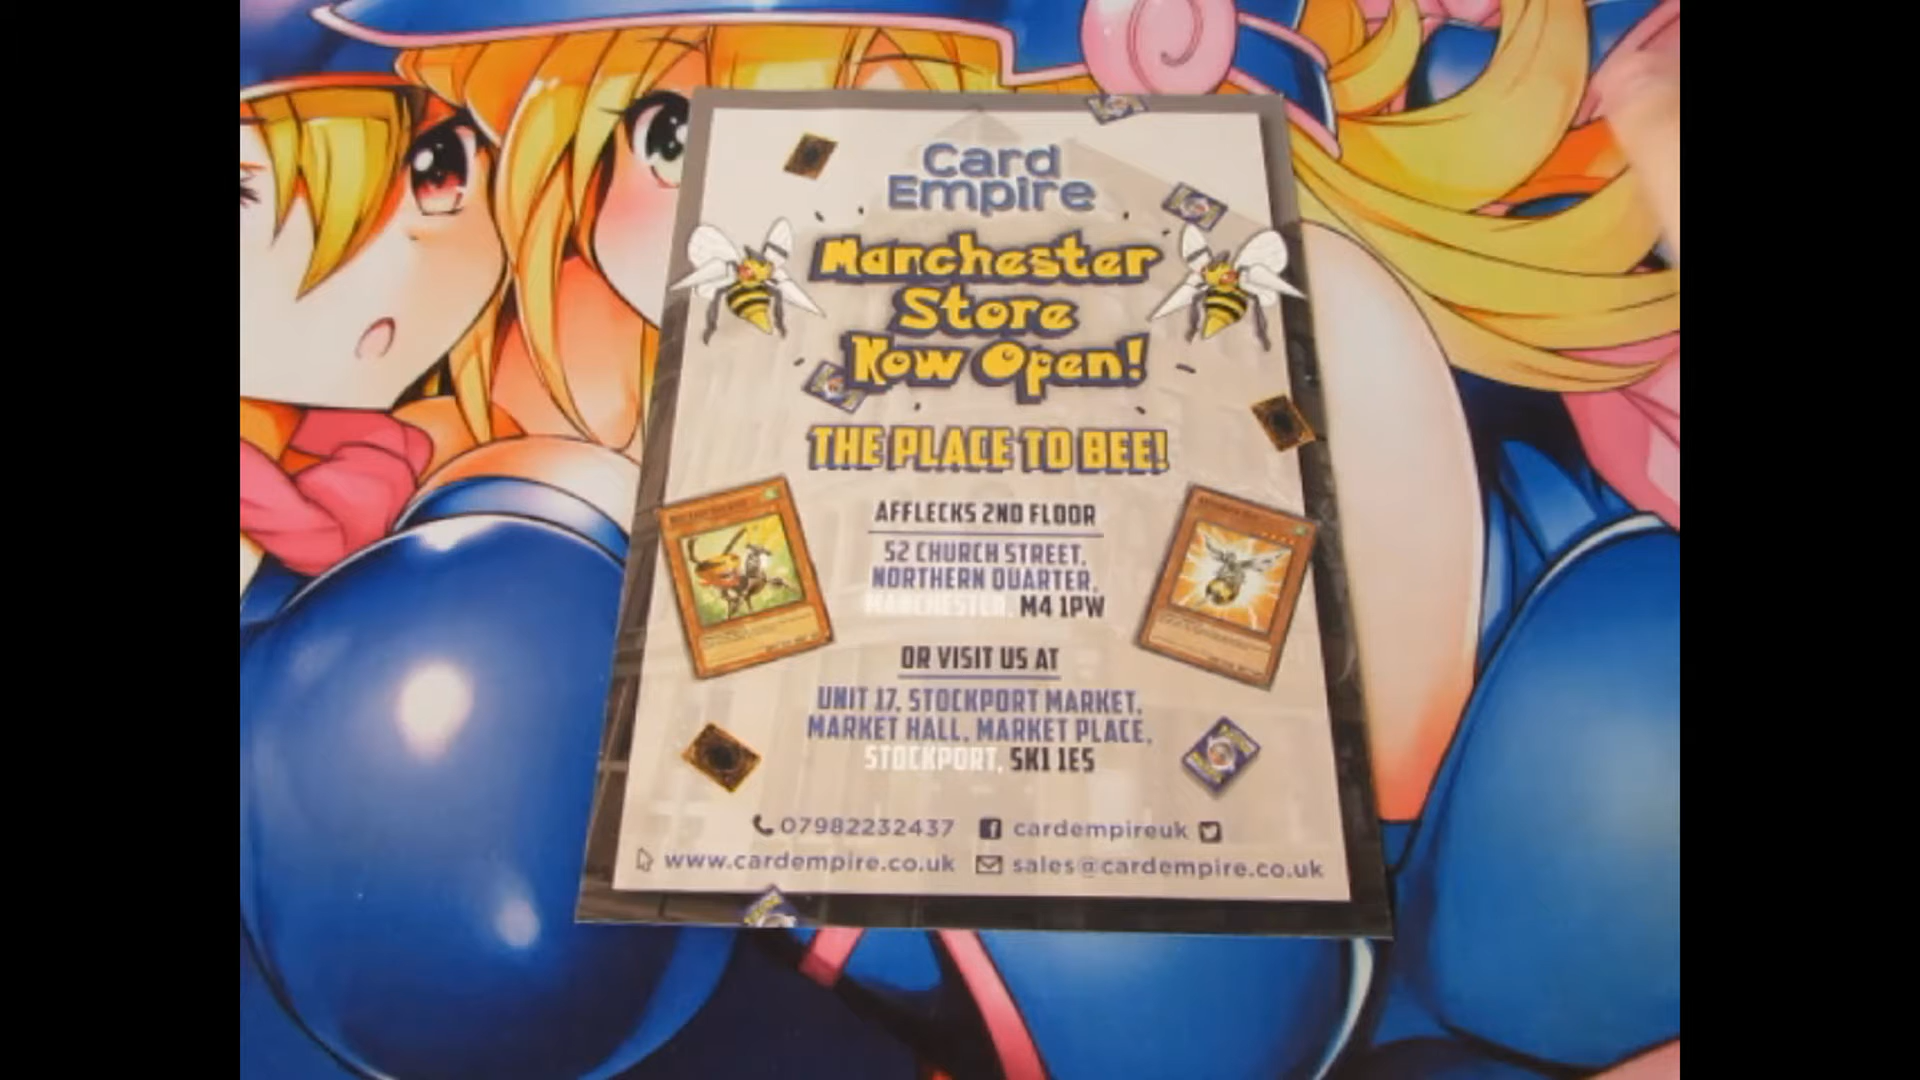 Card
Empire
Manchester
Store
Now Open!
THE PLACE TO BEE!
AFFLECKS 2ND FLOOR
52 CHURCH STREET,
NORTHERN QUARTER,
MANCHESTER, M4 1PW
OR VISIT US AT
UNIT 17, STOCKPORT MARKET,
MARKET HALL, MARKET PLACE,
STOCKPORT, SK1 1ES
07982232437 cardempireuk
www.cardempire.co.uk sales@cardempire.co.uk